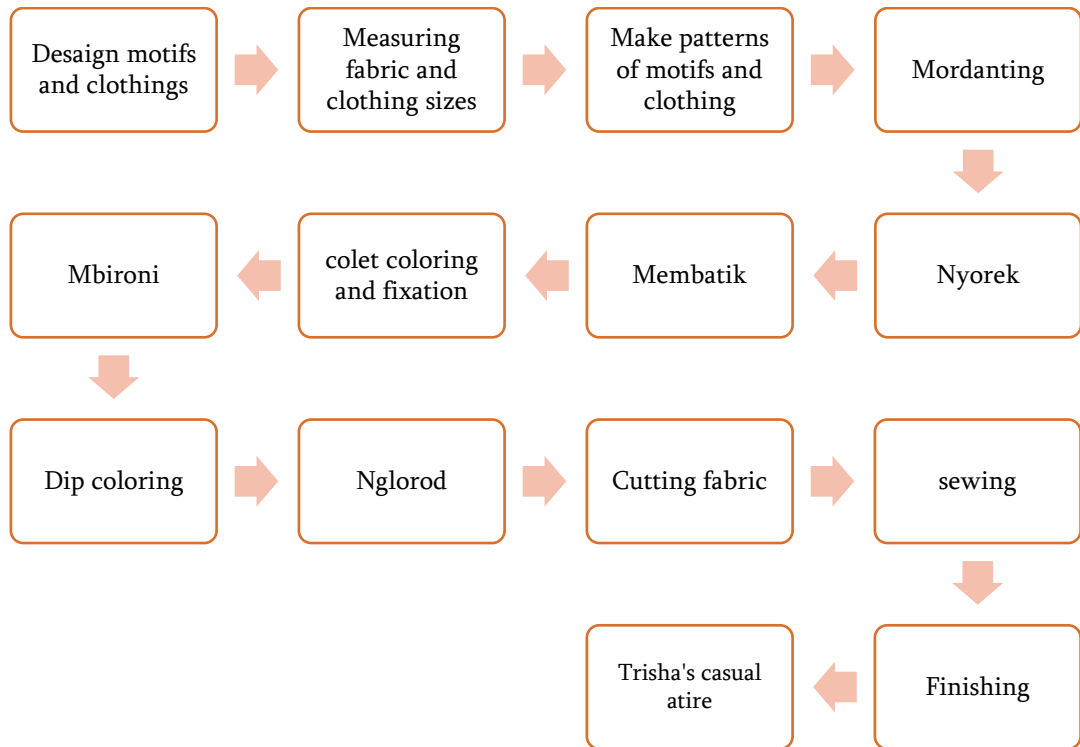 Desaign motifs
and clothings
Measuring
fabric and
clothing sizes
Make patterns
of motifs and
clothing
Mordanting
Nyorek
Membatik
colet coloring
and fixation
Mbironi
Dip coloring
Nglorod
Cutting fabric
sewing
Finishing
Trisha's casual
atire